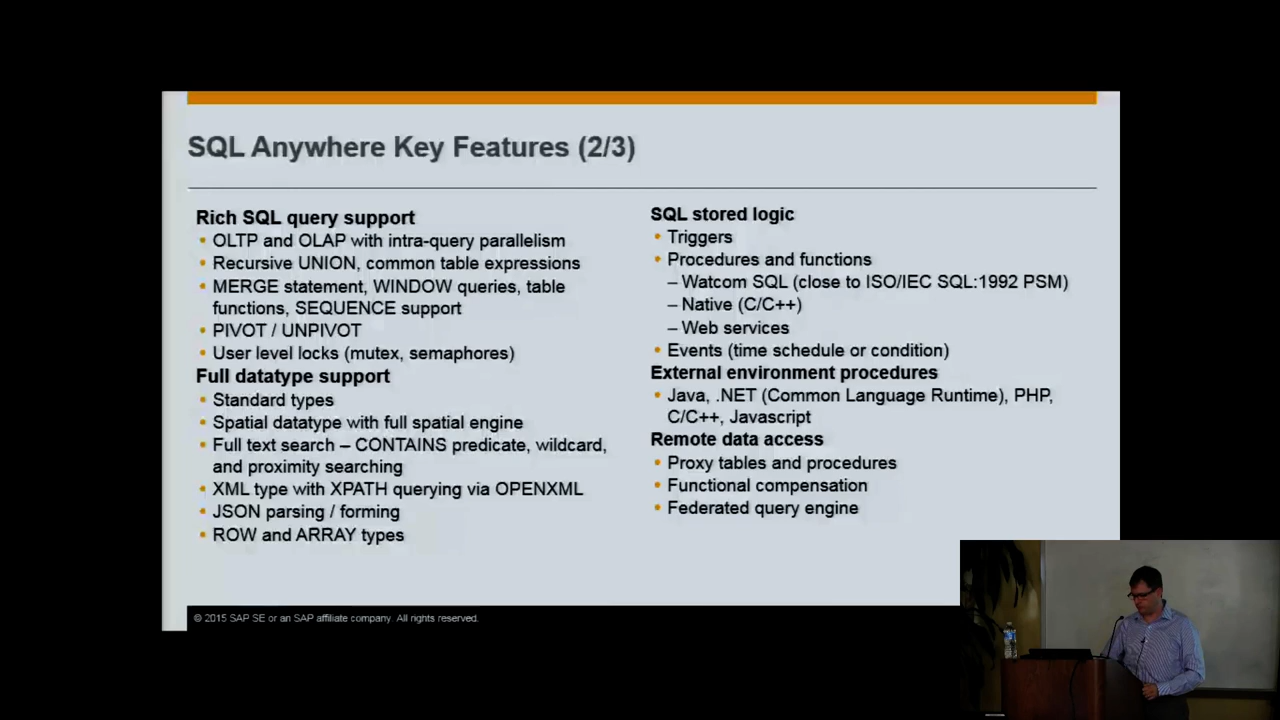 SQL Anywhere Key Features (2/3)
Rich SQL query support
• OLTP and OLAP with intra-query parallelism
• Recursive UNION, common table expressions
• MERGE statement, WINDOW queries, table
functions, SEQUENCE support
• PIVOT / UNPIVOT
• User level locks (mutex, semaphores)
Full datatype support
• Standard types
• Spatial datatype with full spatial engine
• Full text search – CONTAINS predicate, wildcard,
and proximity searching
• XML type with XPATH querying via OPENXML
• JSON parsing / forming
• ROW and ARRAY types
SQL stored logic
• Triggers
• Procedures and functions
– Watcom SQL (close to ISO/IEC SQL:1992 PSM)
– Native (C/C++)
– Web services
• Events (time schedule or condition)
External environment procedures
• Java, .NET (Common Language Runtime), PHP,
C/C++, Javascript
Remote data access
• Proxy tables and procedures
• Functional compensation
• Federated query engine
© 2015 SAP SE or an SAP affiliate company. All rights reserved.